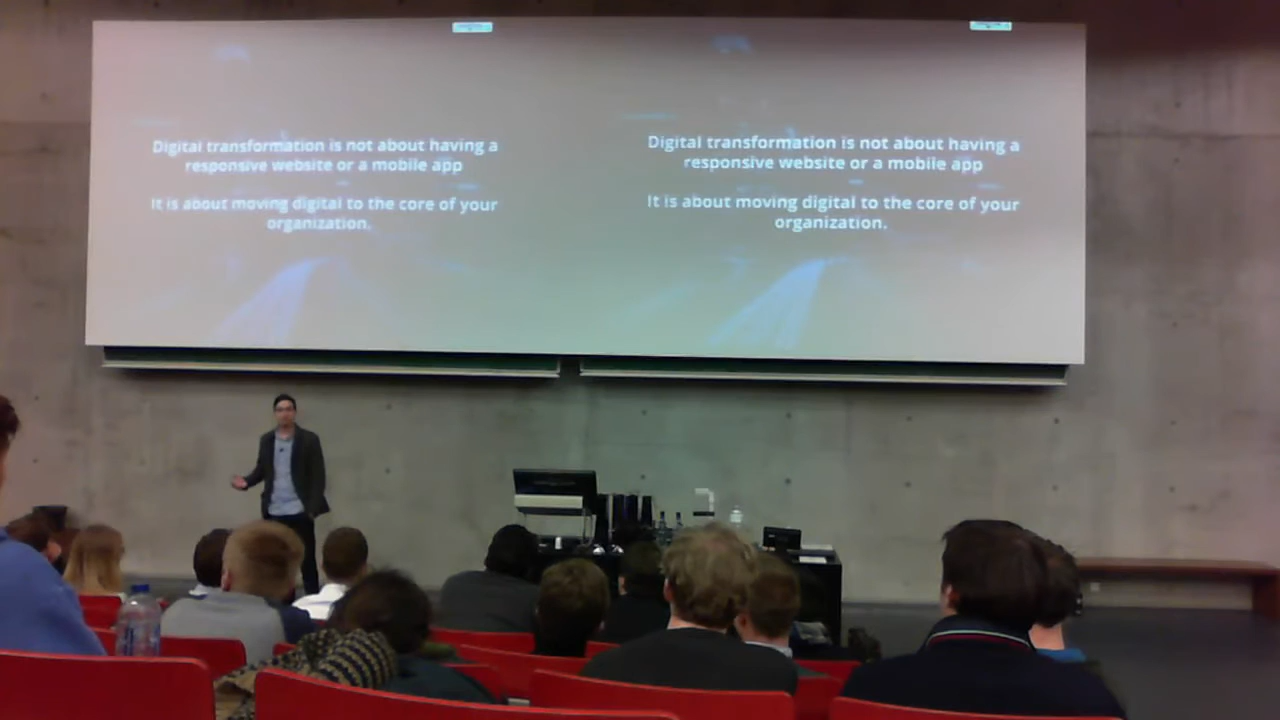 Digital transformation is not about having a
responsive website or a mobile app
It is about moving digital to the core of your
organization.
Digital transformation is not about having a
responsive website or a mobile app
It is about moving digital to the core of your
organization.